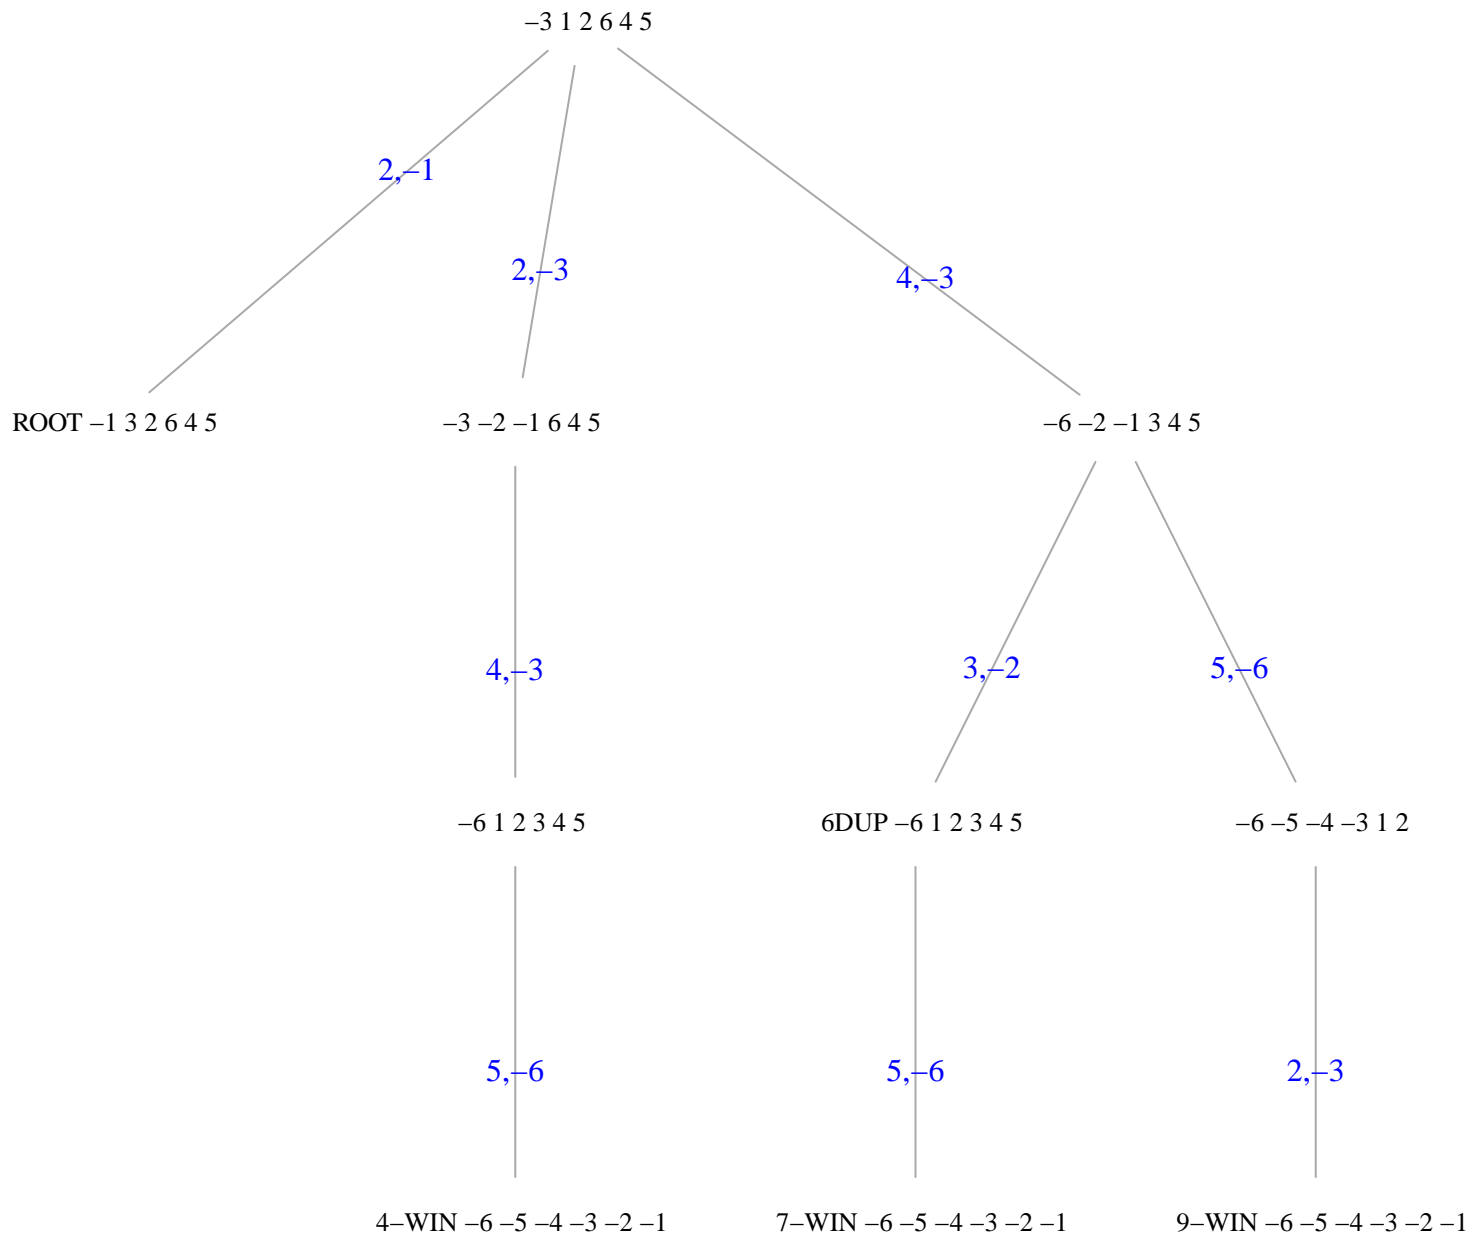 –3 1 2 6 4 5
2,–1
2,–3
4,–3
ROOT –1 3 2 6 4 5
–3 –2 –1 6 4 5
–6 –2 –1 3 4 5
4,–3
3,–2
5,–6
–6 1 2 3 4 5
6DUP –6 1 2 3 4 5
–6 –5 –4 –3 1 2
5,–6
5,–6
2,–3
4–WIN –6 –5 –4 –3 –2 –1
7–WIN –6 –5 –4 –3 –2 –1
9–WIN –6 –5 –4 –3 –2 –1